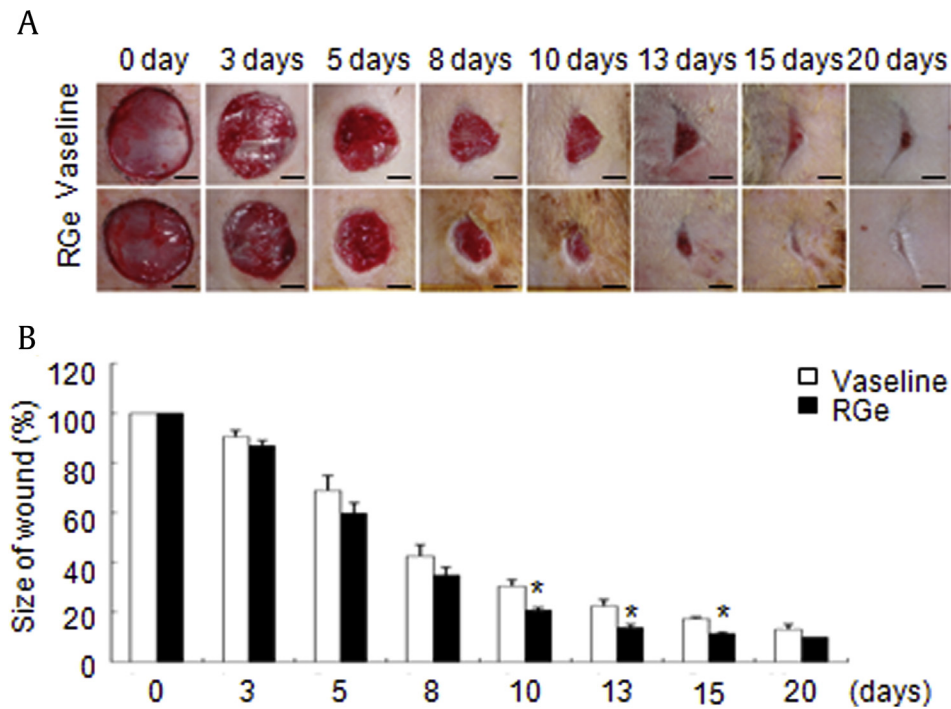 A
0 day 3 days 5 days 8 days 10 days 13 days 15 days 20 days
Vaseline
RGe
B
Size of wound (%)
120
100
80
60
40
20
0
Vaseline
RGe
* * *
0 3 5 8 10 13 15 20 (days)